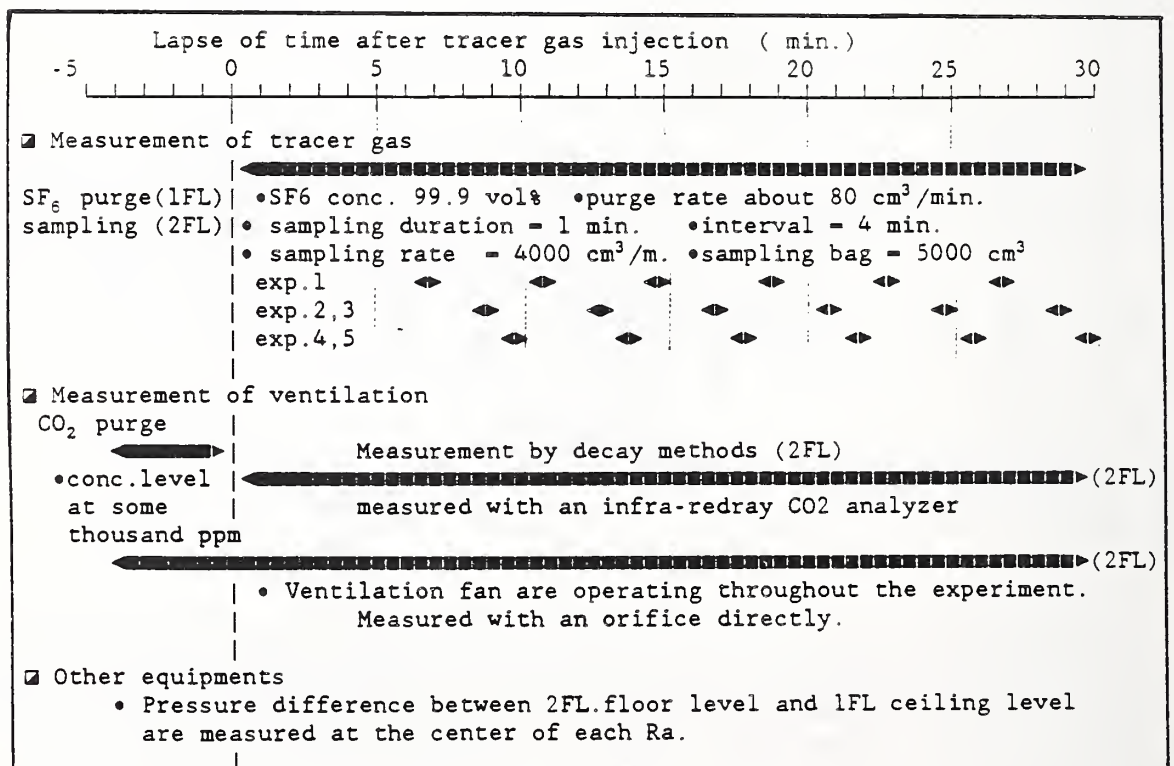 Lapse of time after tracer gas injection ( min.)
-5 0 5 10 15 20 25 30
Measurement of tracer gas
SF₆ purge(1FL) •SF6 conc. 99.9 vol% •purge rate about 80 cm³/min.
sampling (2FL) • sampling duration = 1 min. •interval = 4 min.
• sampling rate = 4000 cm³/m. •sampling bag = 5000 cm³
exp.1
exp.2,3
exp.4,5
Measurement of ventilation
CO₂ purge
Measurement by decay methods (2FL)
•conc.level (2FL)
at some measured with an infra-redray CO2 analyzer
thousand ppm
(2FL)
• Ventilation fan are operating throughout the experiment.
Measured with an orifice directly.
Other equipments
• Pressure difference between 2FL.floor level and 1FL ceiling level
are measured at the center of each Ra.